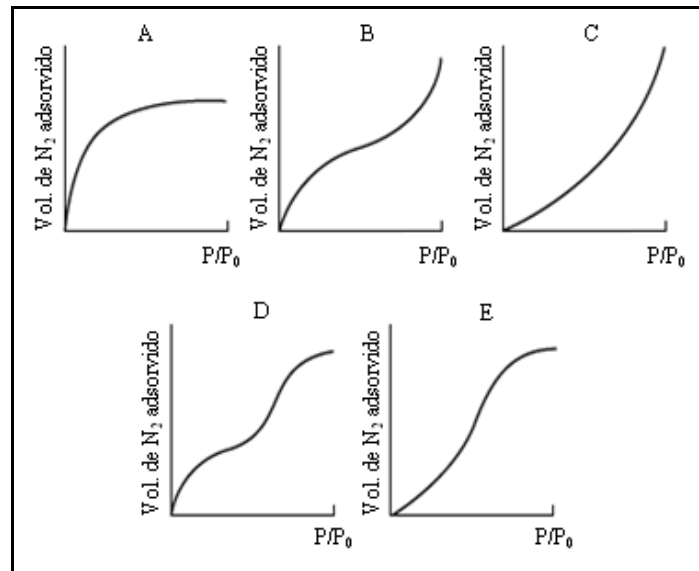 A
Vol. de N2 adsorvido
P/P0
B
Vol. de N2 adsorvido
P/P0
C
Vol. de N2 adsorvido
P/P0
D
Vol. de N2 adsorvido
P/P0
E
Vol. de N2 adsorvido
P/P0